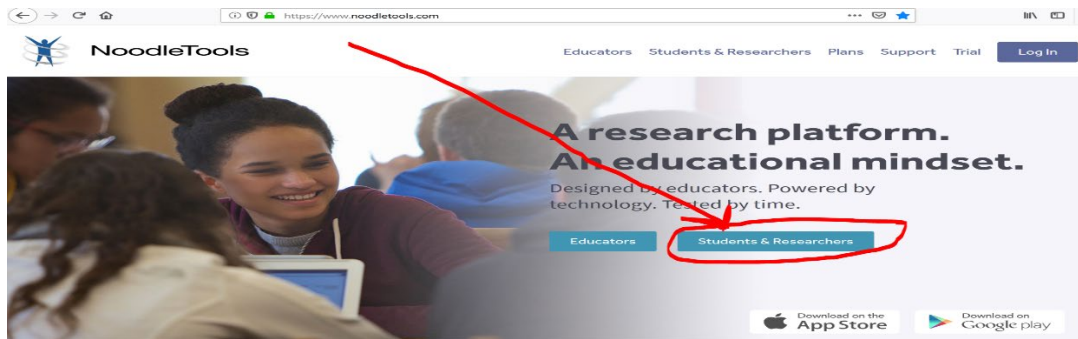 https://www.noodletools.com
NoodleTools
Educators Students & Researchers Plans Support Trial Log In
A research platform.
An educational mindset.
Designed by educators. Powered by
technology. Tested by time.
Educators Students & Researchers
Download on the
App Store
Download on
Google play